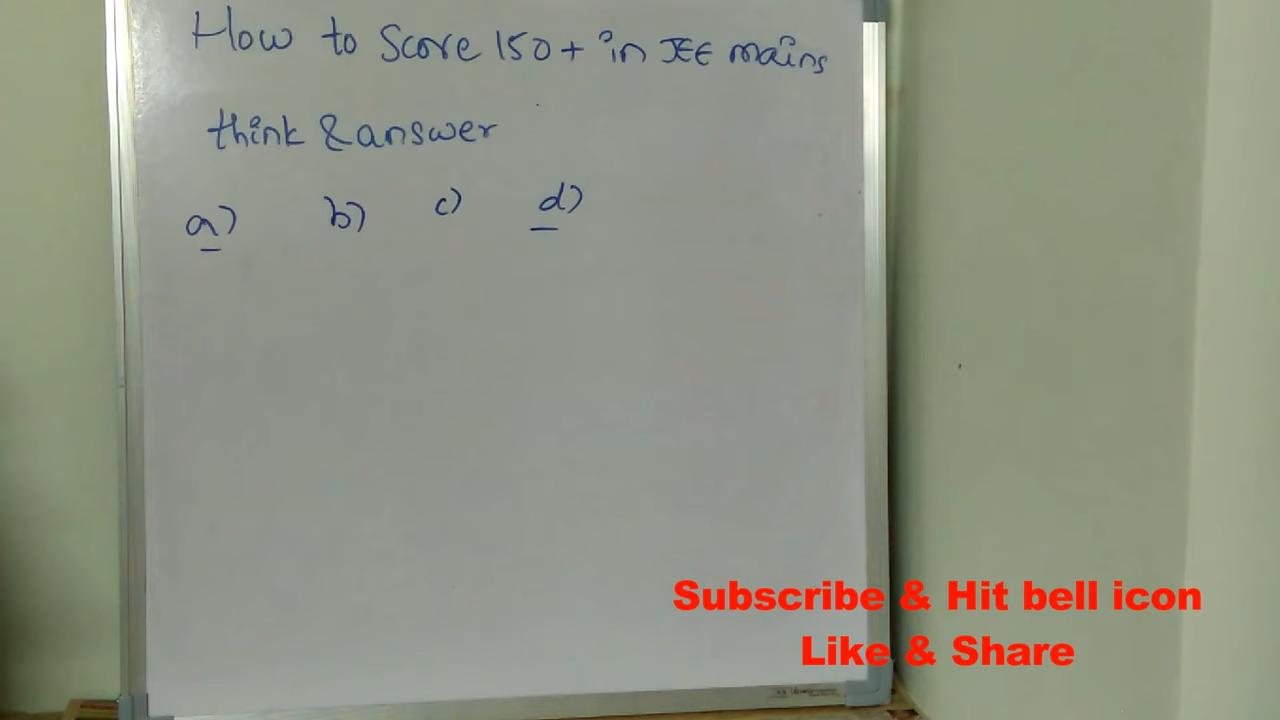 How to Score 150+ in JEE mains
think & answer
a) b) c) d)
Subscribe & Hit bell icon
Like & Share